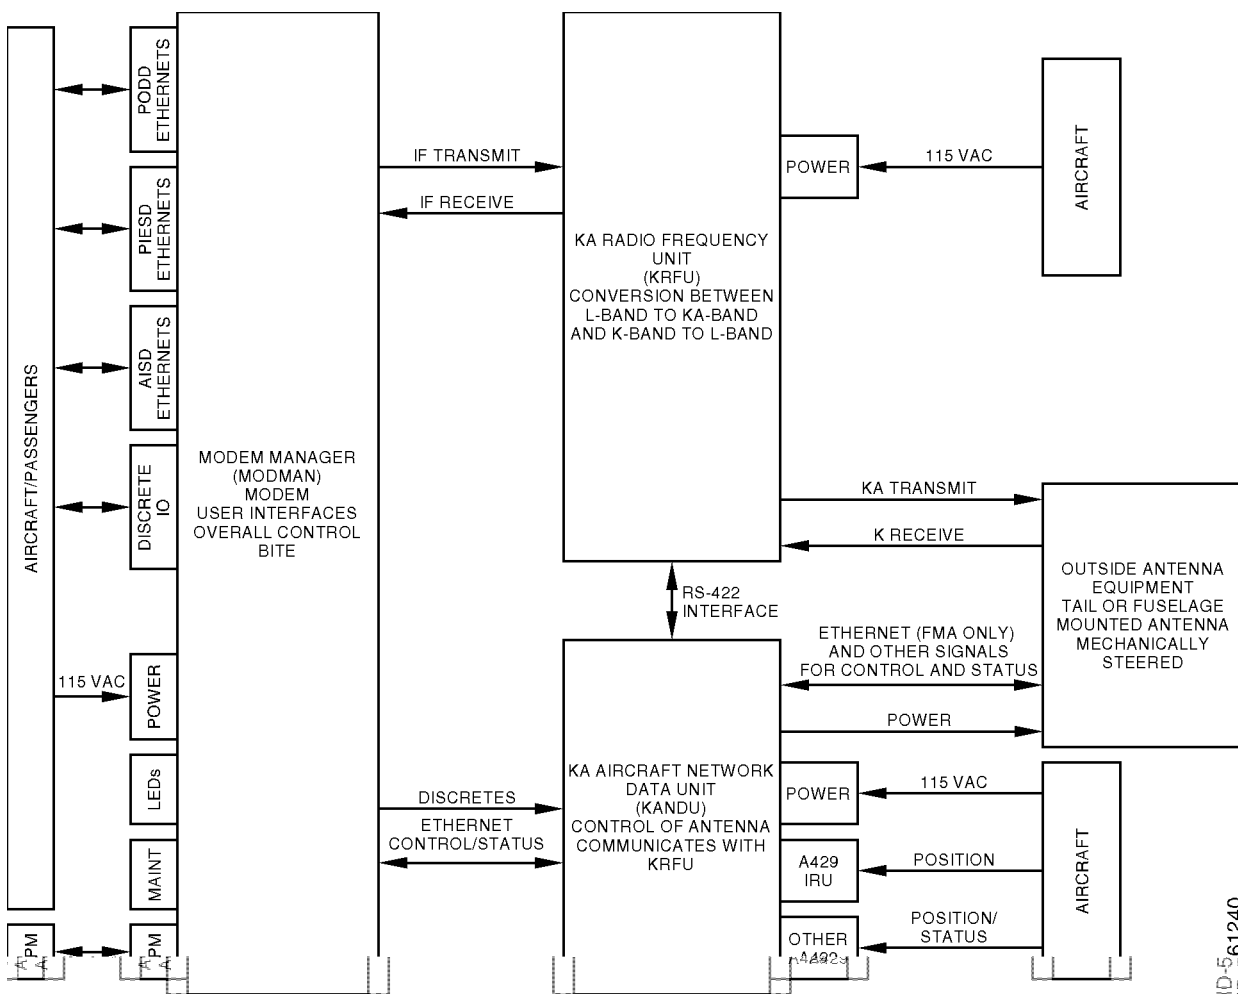 AIRCRAFT/PASSENGERS
PODD
ETHERNETS
PIESD
ETHERNETS
AISD
ETHERNETS
DISCRETE
IO
115 VAC
POWER
LEDs
MAINT
PM
PM
MODEM MANAGER
(MODMAN)
MODEM
USER INTERFACES
OVERALL CONTROL
BITE
IF TRANSMIT
IF RECEIVE
DISCRETES
ETHERNET
CONTROL/STATUS
KA RADIO FREQUENCY
UNIT
(KRFU)
CONVERSION BETWEEN
L-BAND TO KA-BAND
AND K-BAND TO L-BAND
POWER
115 VAC
AIRCRAFT
KA TRANSMIT
K RECEIVE
RS-422
INTERFACE
ETHERNET (FMA ONLY)
AND OTHER SIGNALS
FOR CONTROL AND STATUS
POWER
OUTSIDE ANTENNA
EQUIPMENT
TAIL OR FUSELAGE
MOUNTED ANTENNA
MECHANICALLY
STEERED
KA AIRCRAFT NETWORK
DATA UNIT
(KANDU)
CONTROL OF ANTENNA
COMMUNICATES WITH
KRFU
POWER
115 VAC
A429
IRU
POSITION
OTHER
POSITION/
STATUS
AIRCRAFT
61240